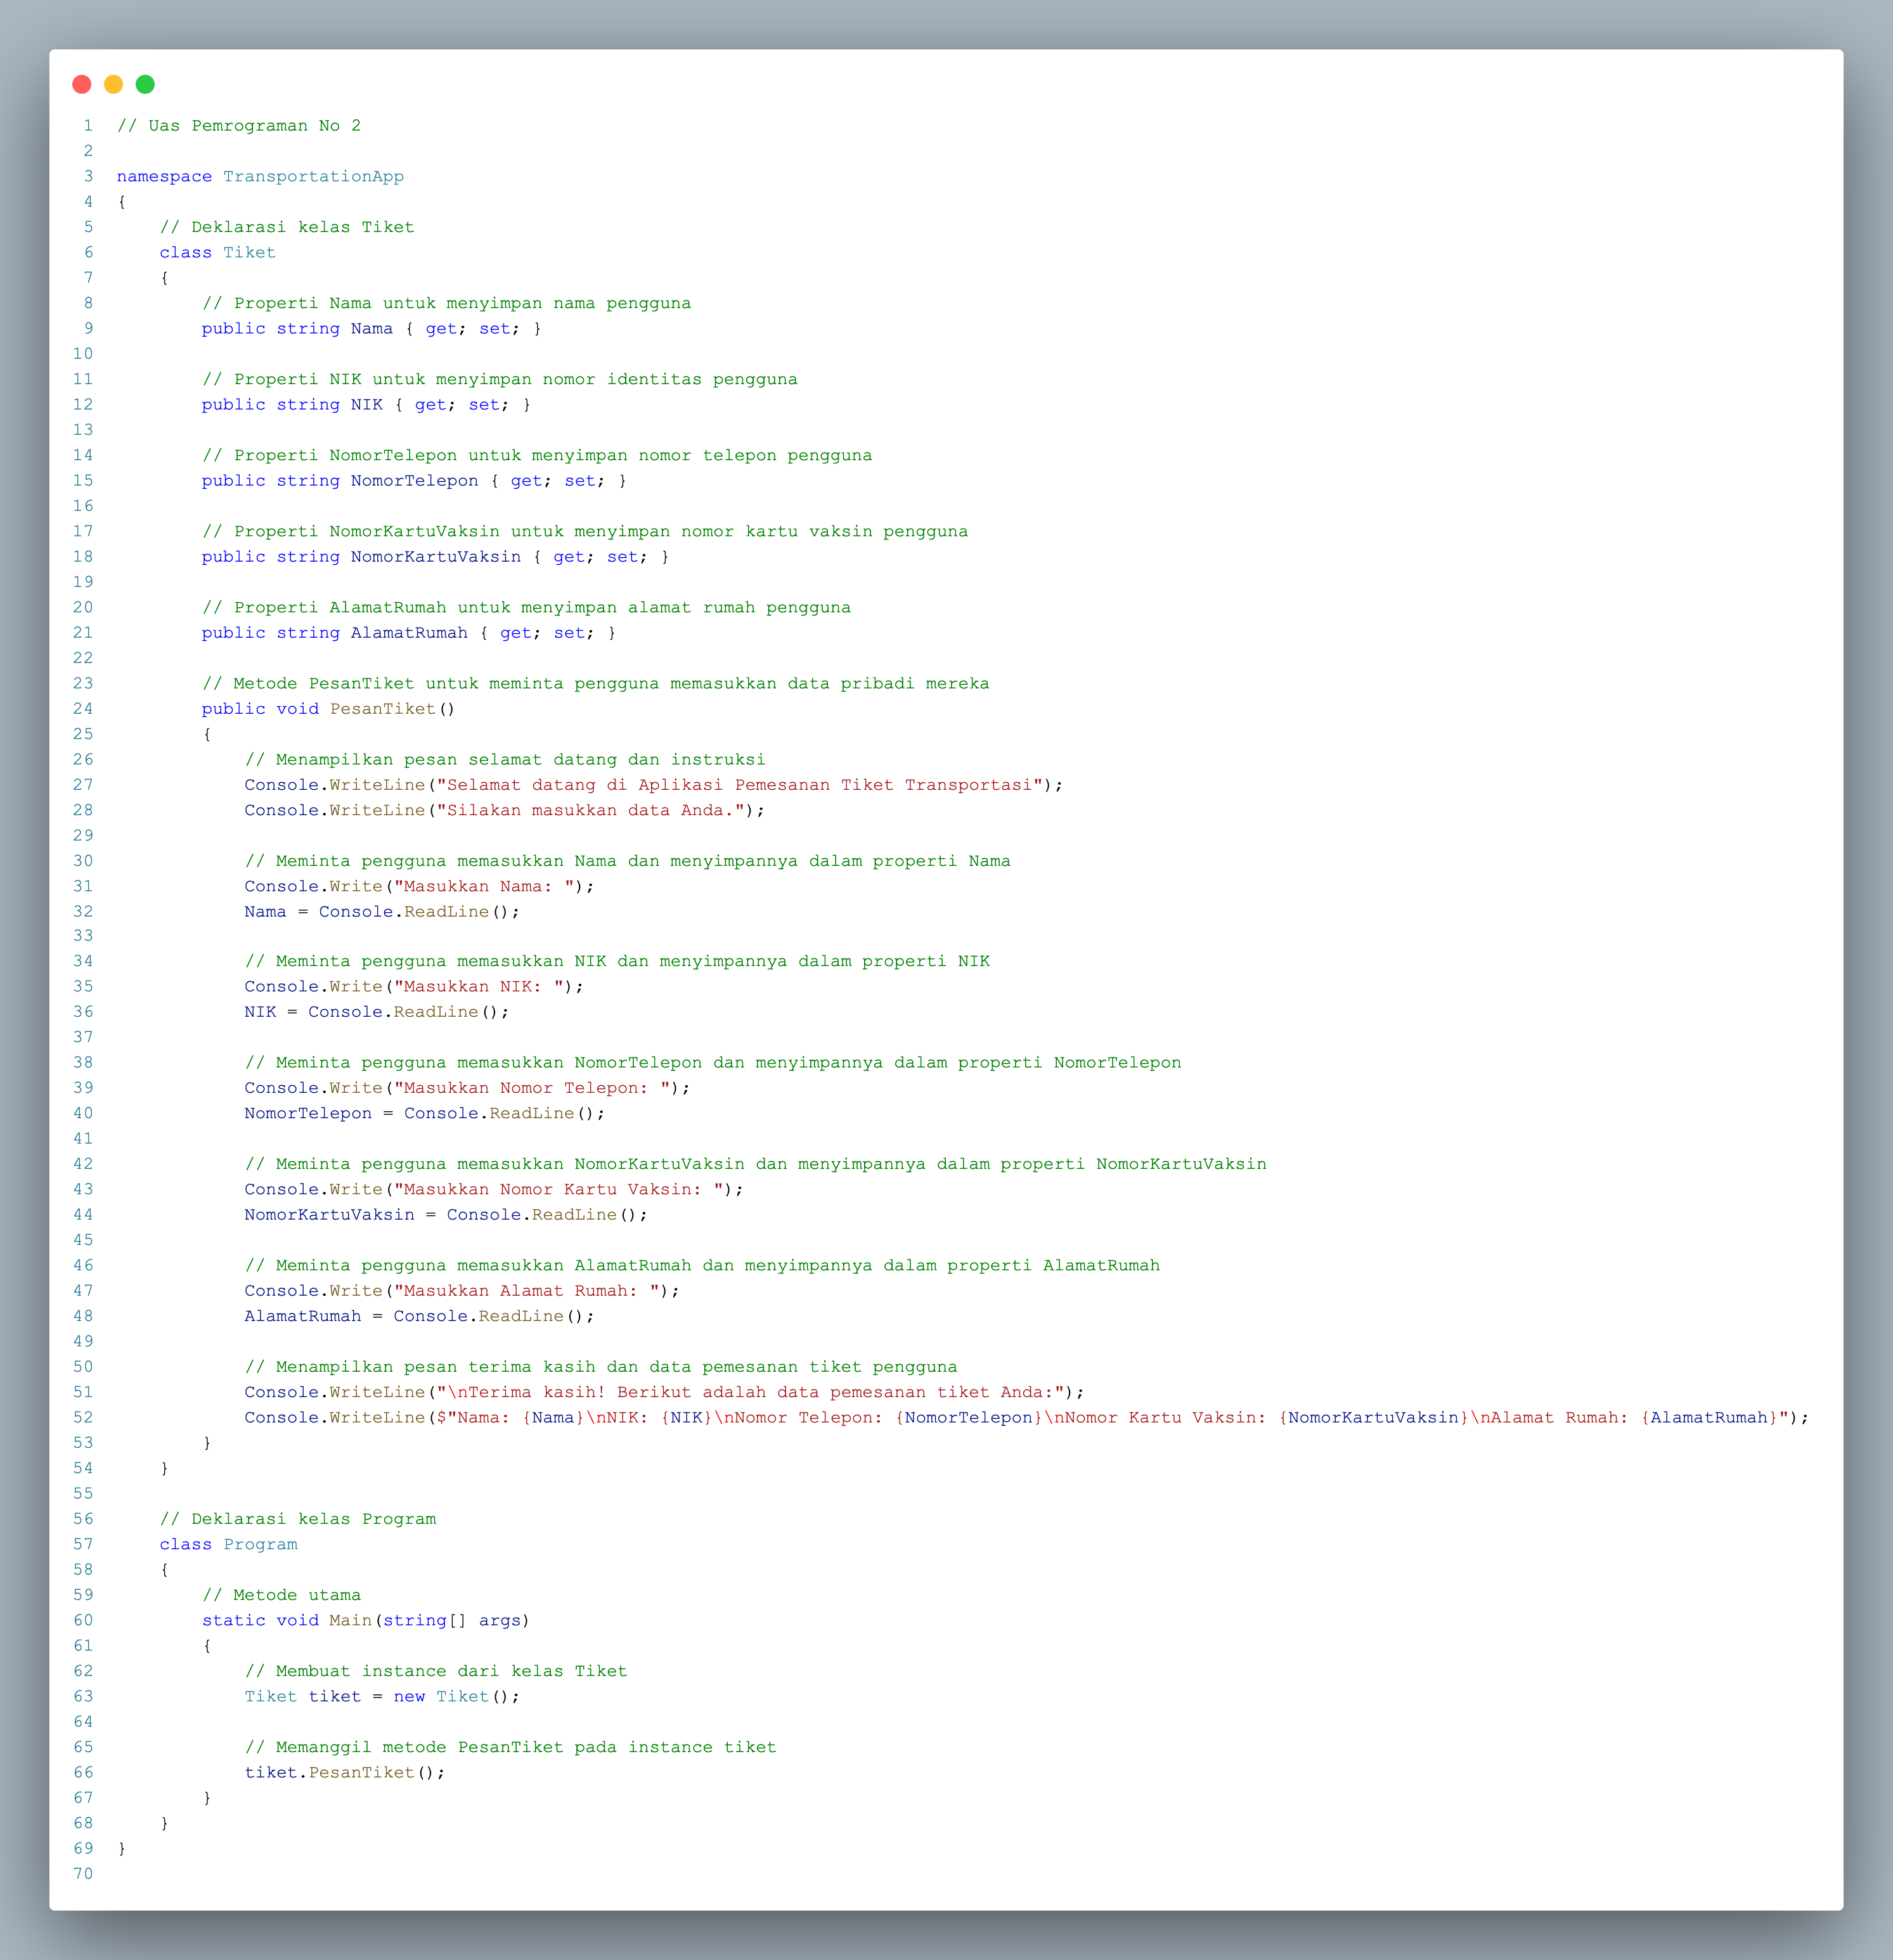 1 // Uas Pemrograman No 2
2
3 namespace TransportationApp
4 {
5     // Deklarasi kelas Tiket
6     class Tiket
7     {
8         // Properti Nama untuk menyimpan nama pengguna
9         public string Nama { get; set; }
10
11         // Properti NIK untuk menyimpan nomor identitas pengguna
12         public string NIK { get; set; }
13
14         // Properti NomorTelepon untuk menyimpan nomor telepon pengguna
15         public string NomorTelepon { get; set; }
16
17         // Properti NomorKartuVaksin untuk menyimpan nomor kartu vaksin pengguna
18         public string NomorKartuVaksin { get; set; }
19
20         // Properti AlamatRumah untuk menyimpan alamat rumah pengguna
21         public string AlamatRumah { get; set; }
22
23         // Metode PesanTiket untuk meminta pengguna memasukkan data pribadi mereka
24         public void PesanTiket()
25         {
26             // Menampilkan pesan selamat datang dan instruksi
27             Console.WriteLine("Selamat datang di Aplikasi Pemesanan Tiket Transportasi");
28             Console.WriteLine("Silakan masukkan data Anda.");
29
30             // Meminta pengguna memasukkan Nama dan menyimpannya dalam properti Nama
31             Console.Write("Masukkan Nama: ");
32             Nama = Console.ReadLine();
33
34             // Meminta pengguna memasukkan NIK dan menyimpannya dalam properti NIK
35             Console.Write("Masukkan NIK: ");
36             NIK = Console.ReadLine();
37
38             // Meminta pengguna memasukkan NomorTelepon dan menyimpannya dalam properti NomorTelepon
39             Console.Write("Masukkan Nomor Telepon: ");
40             NomorTelepon = Console.ReadLine();
41
42             // Meminta pengguna memasukkan NomorKartuVaksin dan menyimpannya dalam properti NomorKartuVaksin
43             Console.Write("Masukkan Nomor Kartu Vaksin: ");
44             NomorKartuVaksin = Console.ReadLine();
45
46             // Meminta pengguna memasukkan AlamatRumah dan menyimpannya dalam properti AlamatRumah
47             Console.Write("Masukkan Alamat Rumah: ");
48             AlamatRumah = Console.ReadLine();
49
50             // Menampilkan pesan terima kasih dan data pemesanan tiket pengguna
51             Console.WriteLine("\nTerima kasih! Berikut adalah data pemesanan tiket Anda:");
52             Console.WriteLine($"Nama: {Nama}\nNIK: {NIK}\nNomor Telepon: {NomorTelepon}\nNomor Kartu Vaksin: {NomorKartuVaksin}\nAlamat Rumah: {AlamatRumah}");
53         }
54     }
55
56     // Deklarasi kelas Program
57     class Program
58     {
59         // Metode utama
60         static void Main(string[] args)
61         {
62             // Membuat instance dari kelas Tiket
63             Tiket tiket = new Tiket();
64
65             // Memanggil metode PesanTiket pada instance tiket
66             tiket.PesanTiket();
67         }
68     }
69 }
70